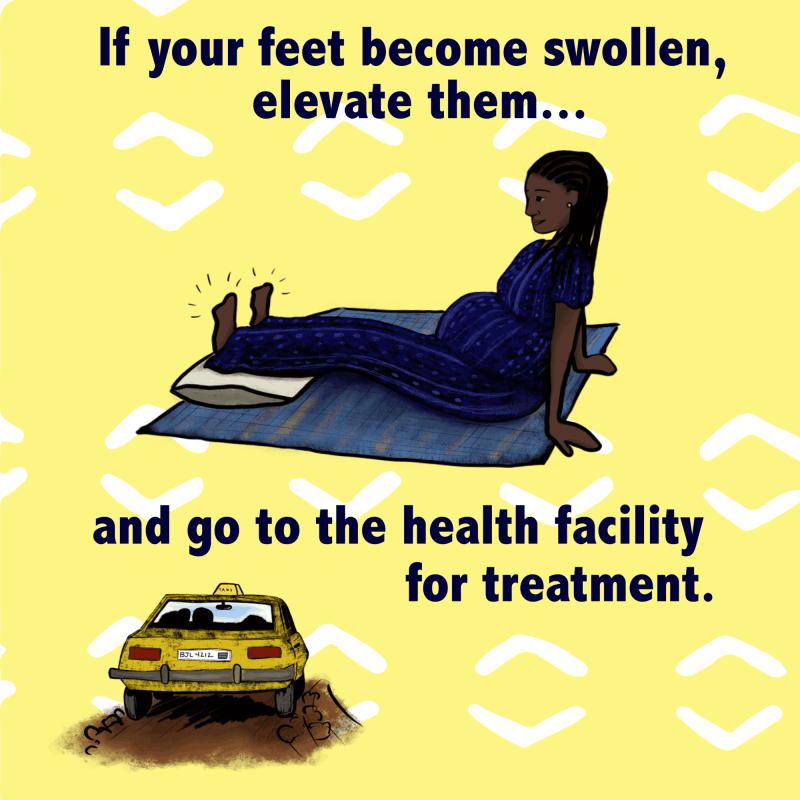 If your feet become swollen,
elevate them...
and go to the health facility
for treatment.
TAXI
BJL 4212